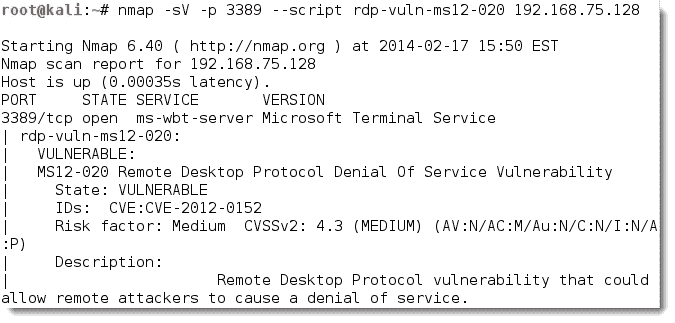 root@kali:~# nmap -sV -p 3389 --script rdp-vuln-ms12-020 192.168.75.128

Starting Nmap 6.40 ( http://nmap.org ) at 2014-02-17 15:50 EST
Nmap scan report for 192.168.75.128
Host is up (0.00035s latency).
PORT     STATE SERVICE       VERSION
3389/tcp open  ms-wbt-server Microsoft Terminal Service
| rdp-vuln-ms12-020:
|   VULNERABLE:
|   MS12-020 Remote Desktop Protocol Denial Of Service Vulnerability
|     State: VULNERABLE
|     IDs:  CVE:CVE-2012-0152
|     Risk factor: Medium  CVSSv2: 4.3 (MEDIUM) (AV:N/AC:M/Au:N/C:N/I:N/A
:P)
|     Description:
|                    Remote Desktop Protocol vulnerability that could
allow remote attackers to cause a denial of service.